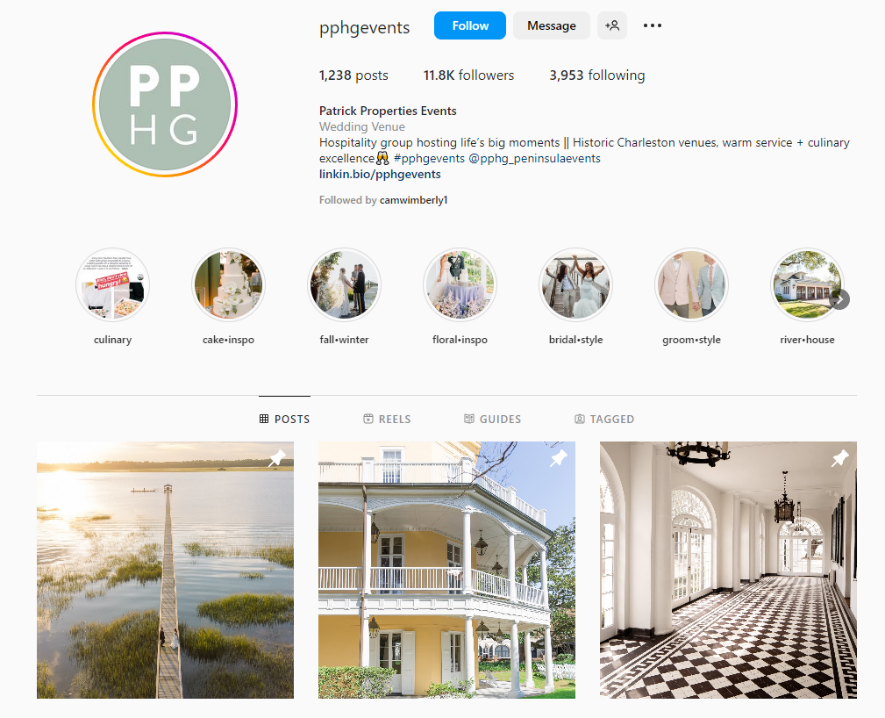 pphgevents Follow Message •••
1,238 posts 11.8K followers 3,953 following
PP
HG
Patrick Properties Events
Wedding Venue
Hospitality group hosting life's big moments || Historic Charleston venues, warm service + culinary
excellence🥂 #pphgevents @pphg_peninsulaevents
linkin.bio/pphgevents
Followed by camwimberly1
hungry!
culinary cake•inspo fall•winter floral•inspo bridal•style groom•style river•house
POSTS REELS GUIDES TAGGED